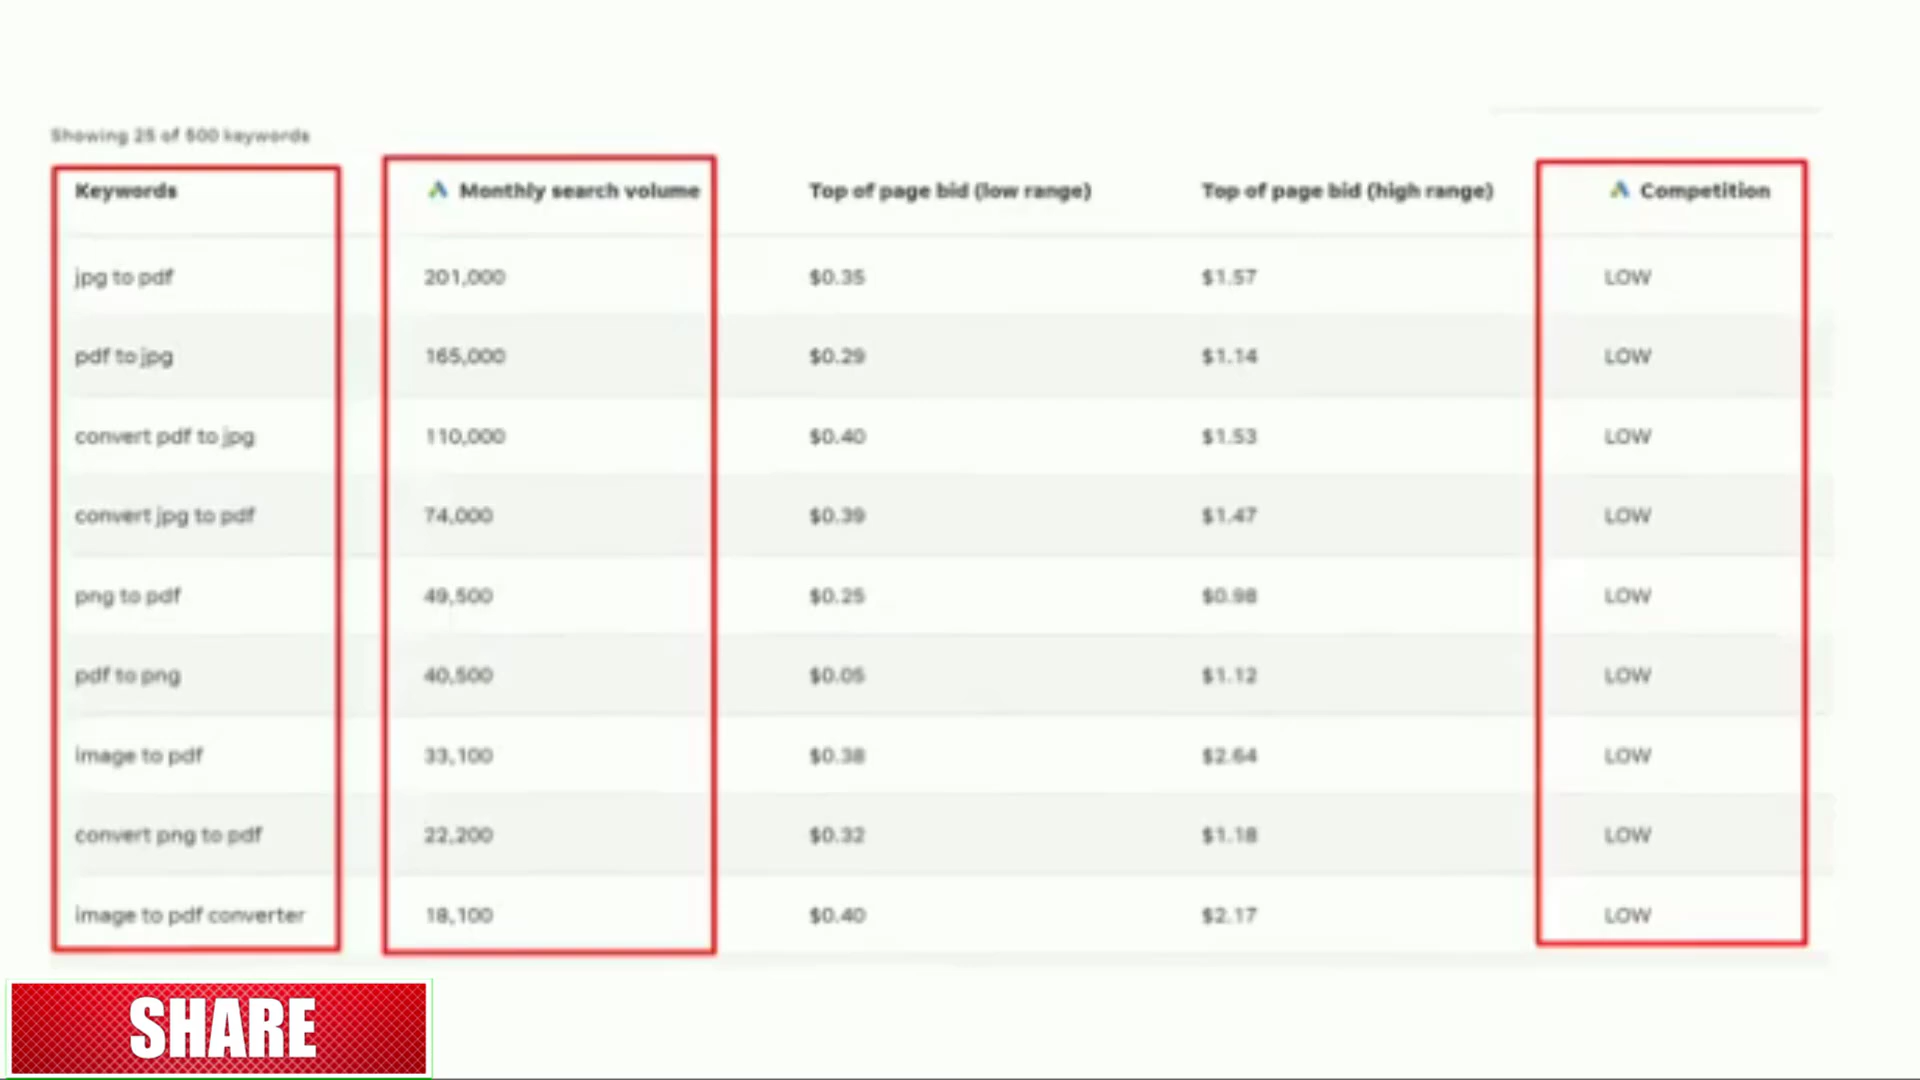 Showing 25 of 500 keywords
Keywords Monthly search volume Top of page bid (low range) Top of page bid (high range) Competition
jpg to pdf 201,000 $0.35 $1.57 LOW
pdf to jpg 165,000 $0.29 $1.14 LOW
convert pdf to jpg 110,000 $0.40 $1.53 LOW
convert jpg to pdf 74,000 $0.39 $1.47 LOW
png to pdf 49,500 $0.25 $0.98 LOW
pdf to png 40,500 $0.05 $1.12 LOW
image to pdf 33,100 $0.38 $2.64 LOW
convert png to pdf 22,200 $0.32 $1.18 LOW
image to pdf converter 18,100 $0.40 $2.17 LOW
SHARE